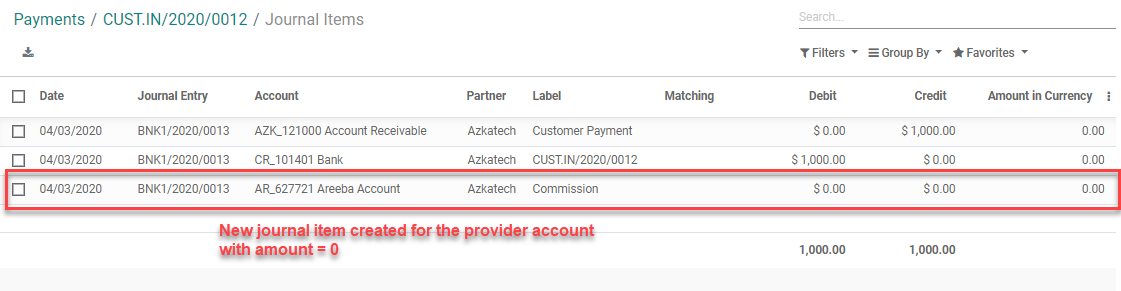 Payments / CUST.IN/2020/0012 / Journal Items
Search...
Filters Group By Favorites
Date Journal Entry Account Partner Label Matching Debit Credit Amount in Currency
04/03/2020 BNK1/2020/0013 AZK_121000 Account Receivable Azkatech Customer Payment $ 0.00 $ 1,000.00 0.00
04/03/2020 BNK1/2020/0013 CR_101401 Bank Azkatech CUST.IN/2020/0012 $ 1,000.00 $ 0.00 0.00
04/03/2020 BNK1/2020/0013 AR_627721 Areeba Account Azkatech Commission $ 0.00 $ 0.00 0.00
New journal item created for the provider account
with amount = 0
1,000.00 1,000.00